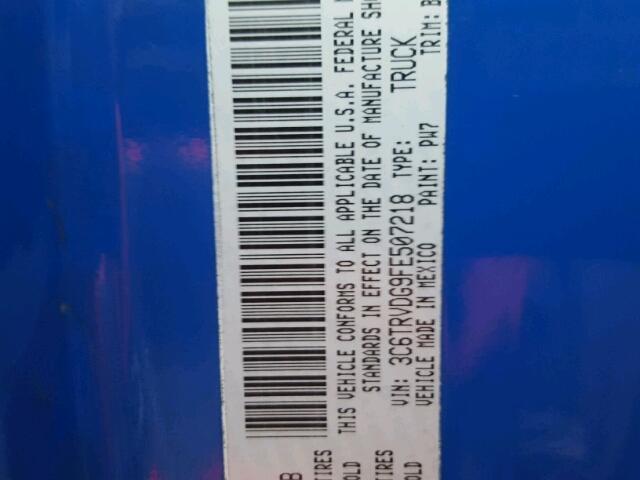 B
TIRES
OLD
THIS VEHICLE CONFORMS TO ALL APPLICABLE U.S.A. FEDERAL
STANDARDS IN EFFECT ON THE DATE OF MANUFACTURE SH
VIN: 3C6TRVDG9FE507218 TYPE: TRUCK
VEHICLE MADE IN MEXICO PAINT: PW7 TRIM: B
TIRES
OLD